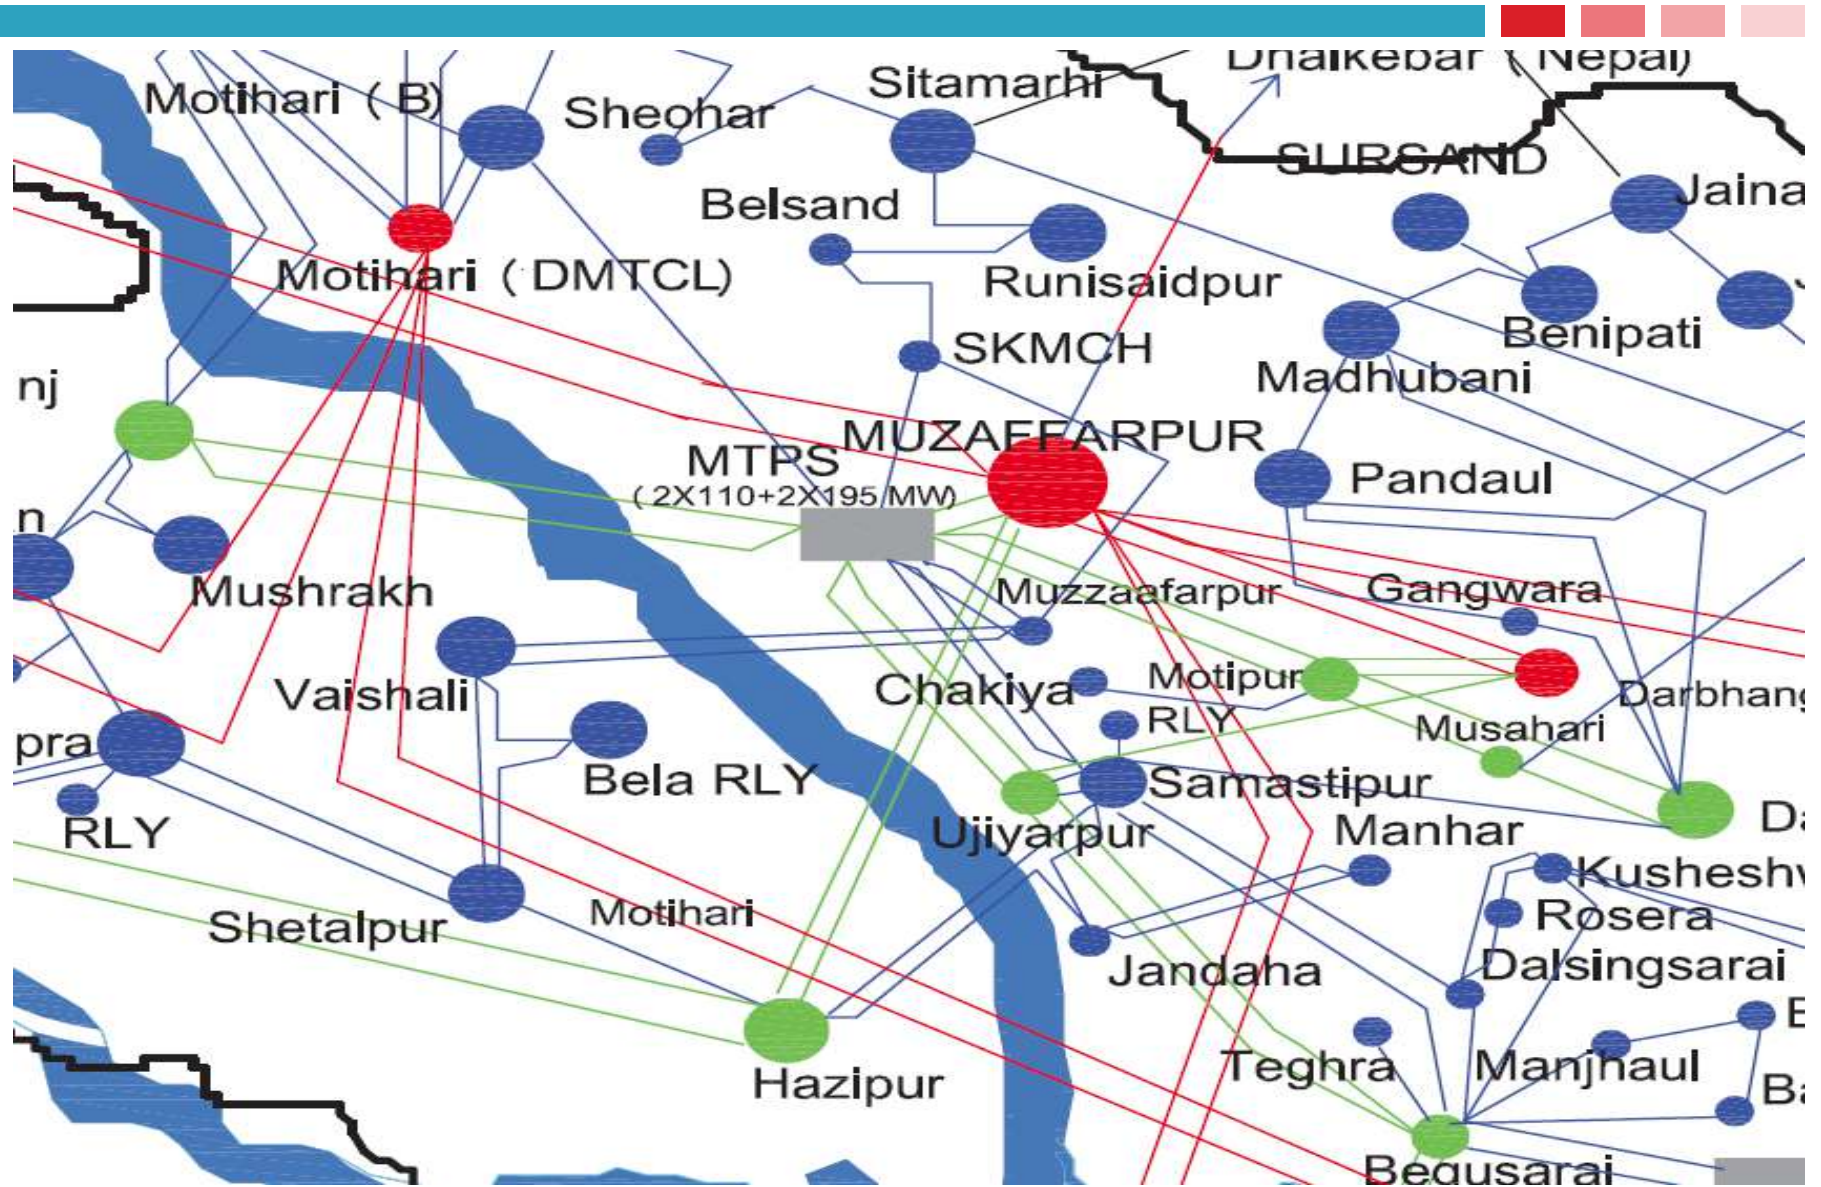 Dhalkebar ( Nepal)
Motihari ( B)
Sheohar
Sitamarhi
SURSAND
Belsand
Jaina
Motihari ( DMTCL)
Runisaidpur
Benipati
SKMCH
Madhubani
nj
MUZAFFARPUR
MTPS
( 2X110+2X195 MW)
Pandaul
n
Mushrakh
Muzzaafarpur
Gangwara
Vaishali
Chakiya
Motipur
RLY
Darbhang
Musahari
pra
Bela RLY
Samastipur
RLY
Ujiyarpur
Manhar
Da
Kusheshw
Shetalpur
Motihari
Rosera
Jandaha
Dalsingsarai
Hazipur
Teghra
Manjhaul
Ba
Begusarai